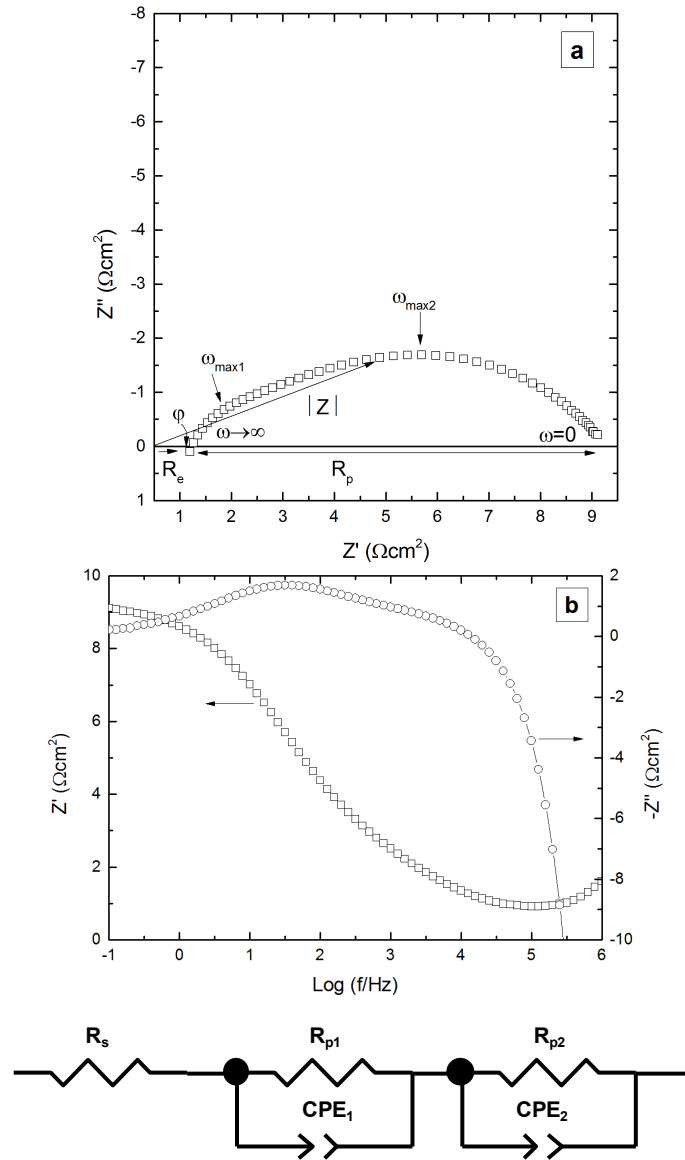 a
-8
-7
-6
-5
-4
-3
-2
-1
0
1
Z'' (Ωcm²)
ω_max2
ω_max1
φ
|Z|
ω→∞
ω=0
R_e
R_p
1 2 3 4 5 6 7 8 9
Z' (Ωcm²)
b
10
8
6
4
2
0
Z' (Ωcm²)
2
0
-2
-4
-6
-8
-10
-Z'' (Ωcm²)
-1 0 1 2 3 4 5 6
Log (f/Hz)
R_s R_p1 R_p2
CPE_1 CPE_2